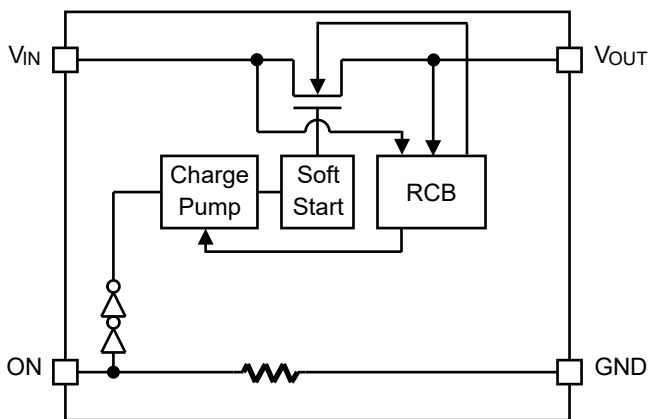 VIN
VOUT
Charge
Pump
Soft
Start
RCB
ON
GND